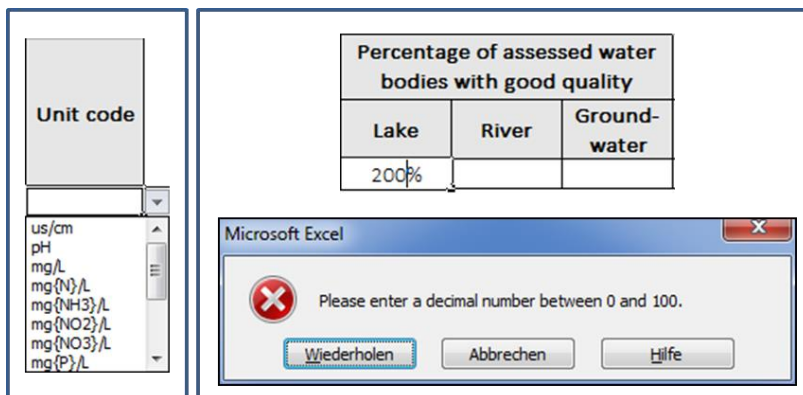 Unit code
us/cm
pH
mg/L
mg{N}/L
mg{NH3}/L
mg{NO2}/L
mg{NO3}/L
mg{P}/L
Percentage of assessed water
bodies with good quality
Lake
River
Ground-
water
200%
Microsoft Excel
Please enter a decimal number between 0 and 100.
Wiederholen
Abbrechen
Hilfe